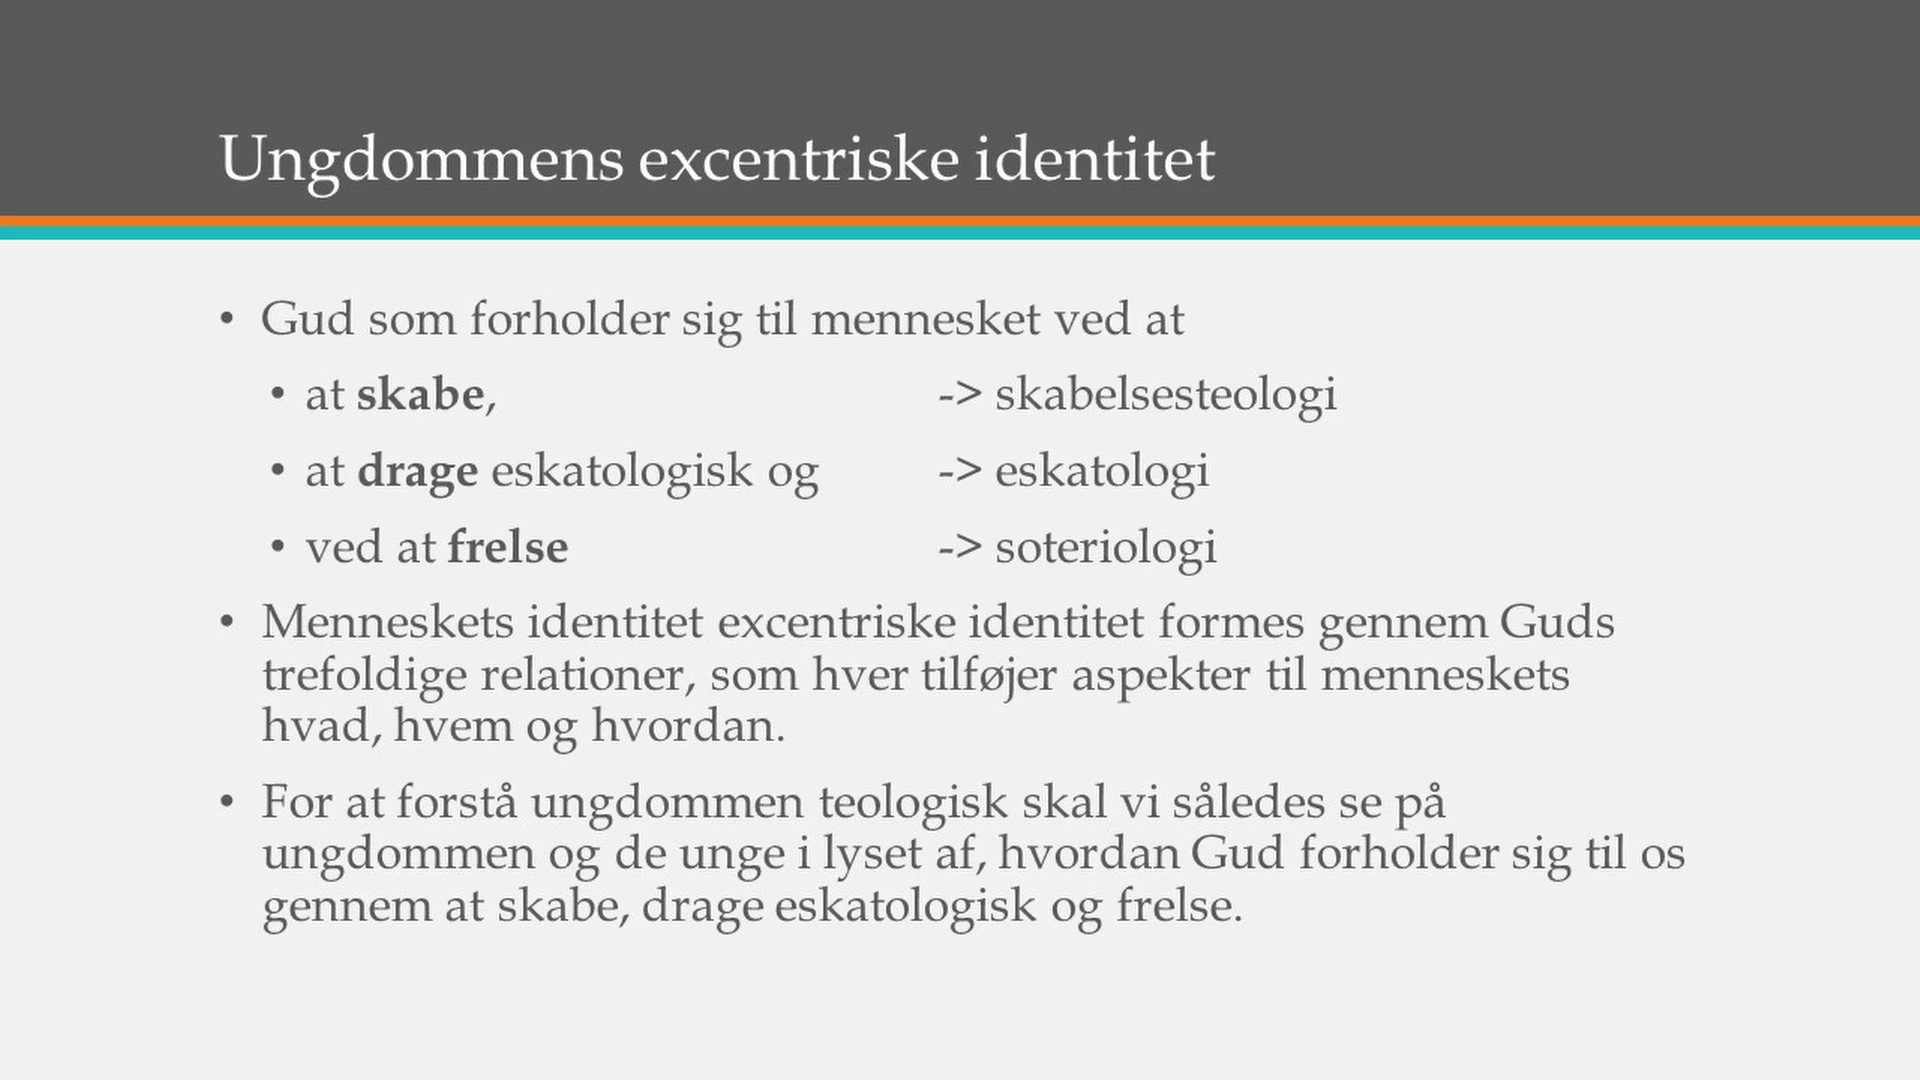 Ungdommens excentriske identitet
• Gud som forholder sig til mennesket ved at
• at skabe, -> skabelsesteologi
• at drage eskatologisk og -> eskatologi
• ved at frelse -> soteriologi
• Menneskets identitet excentriske identitet formes gennem Guds
trefoldige relationer, som hver tilføjer aspekter til menneskets
hvad, hvem og hvordan.
• For at forstå ungdommen teologisk skal vi således se på
ungdommen og de unge i lyset af, hvordan Gud forholder sig til os
gennem at skabe, drage eskatologisk og frelse.